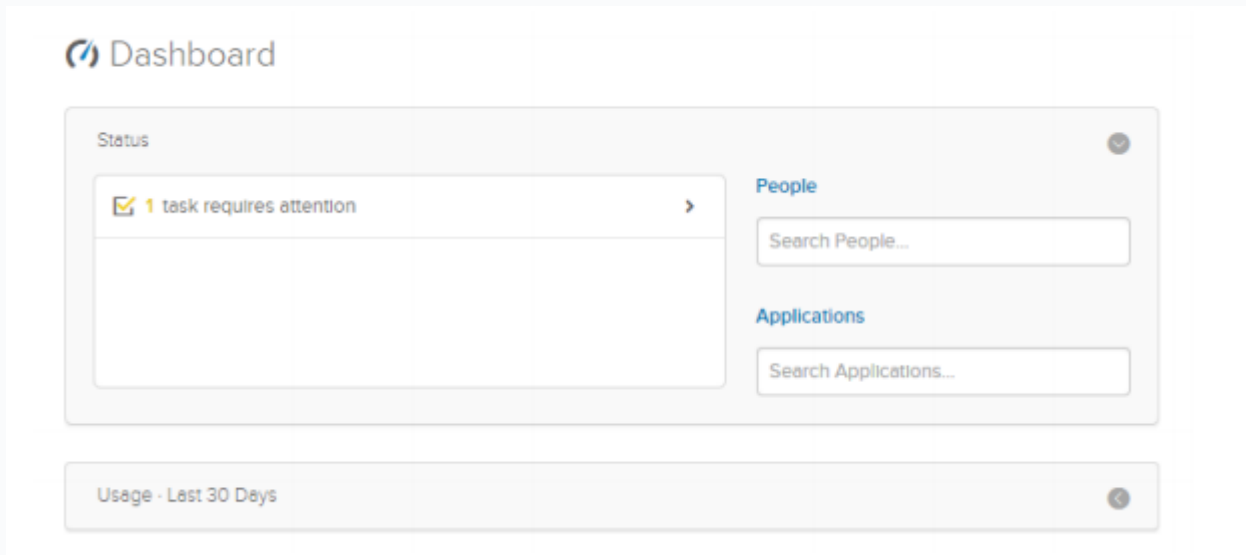 Dashboard
Status
1 task requires attention
People
Search People...
Applications
Search Applications...
Usage · Last 30 Days